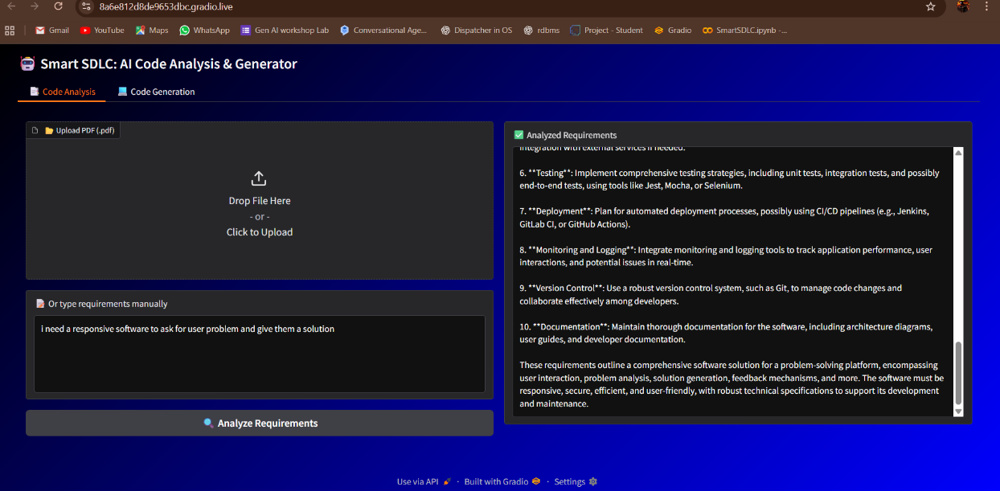 8a6e812d8de9653dbc.gradio.live
Gmail YouTube Maps WhatsApp Gen AI workshop Lab Conversational Age... Dispatcher in OS rdbms Project - Student Gradio SmartSDLC.ipynb -...
Smart SDLC: AI Code Analysis & Generator
Code Analysis Code Generation
Upload PDF (.pdf)
Drop File Here
- or -
Click to Upload
Or type requirements manually
i need a responsive software to ask for user problem and give them a solution
Analyze Requirements
Analyzed Requirements
integration with external services if needed.
6. **Testing**: Implement comprehensive testing strategies, including unit tests, integration tests, and possibly
end-to-end tests, using tools like Jest, Mocha, or Selenium.
7. **Deployment**: Plan for automated deployment processes, possibly using CI/CD pipelines (e.g., Jenkins,
GitLab CI, or GitHub Actions).
8. **Monitoring and Logging**: Integrate monitoring and logging tools to track application performance, user
interactions, and potential issues in real-time.
9. **Version Control**: Use a robust version control system, such as Git, to manage code changes and
collaborate effectively among developers.
10. **Documentation**: Maintain thorough documentation for the software, including architecture diagrams,
user guides, and developer documentation.
These requirements outline a comprehensive software solution for a problem-solving platform, encompassing
user interaction, problem analysis, solution generation, feedback mechanisms, and more. The software must be
responsive, secure, efficient, and user-friendly, with robust technical specifications to support its development
and maintenance.
Use via API · Built with Gradio · Settings